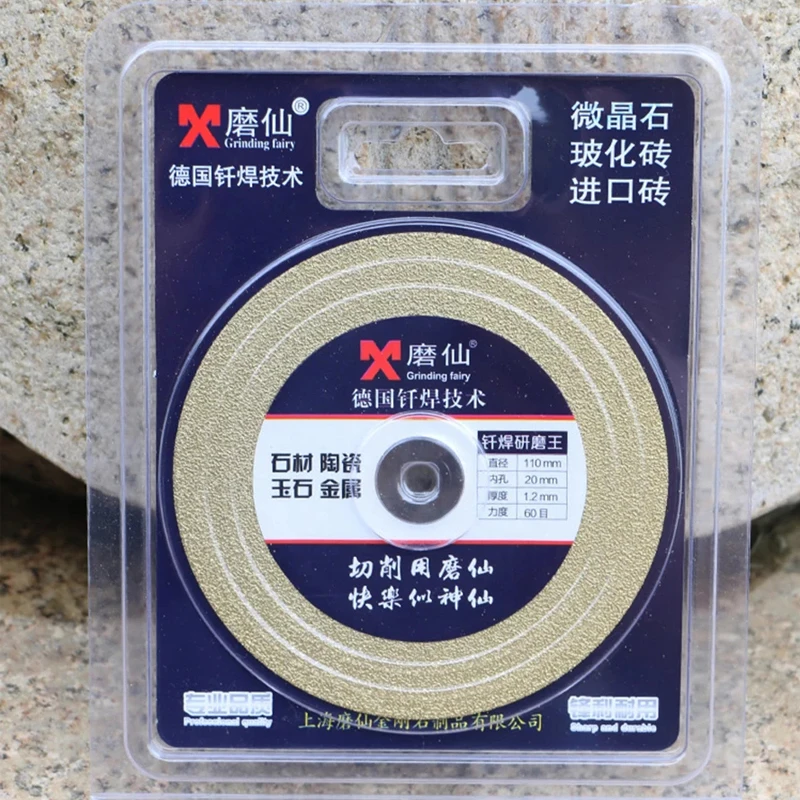 磨仙®
Grinding fairy
德国钎焊技术
微晶石
玻化砖
进口砖
磨仙®
Grinding fairy
德国钎焊技术
石材 陶瓷
玉石 金属
钎焊研磨王
直径 110mm
内孔 20mm
厚度 1.2mm
力度 60目
切削用磨仙
快乐似神仙
专业品质
Professional quality
上海磨仙金刚石制品有限公司
锋利耐用
Sharp and durable